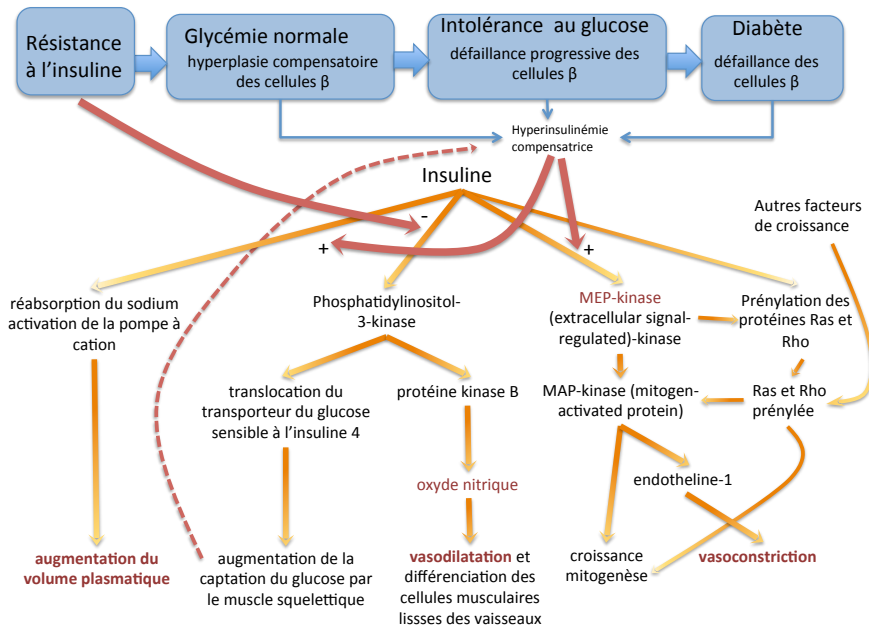 Résistance
à l'insuline
Glycémie normale
hyperplasie compensatoire
des cellules β
Intolérance au glucose
défaillance progressive des
cellules β
Diabète
défaillance des
cellules β
Hyperinsulinémie
compensatrice
Insuline
-
+
+
Autres facteurs
de croissance
réabsorption du sodium
activation de la pompe à
cation
Phosphatidylinositol-
3-kinase
MEP-kinase
(extracellular signal-
regulated)-kinase
Prénylation des
protéines Ras et
Rho
translocation du
transporteur du glucose
sensible à l'insuline 4
protéine kinase B
MAP-kinase (mitogen-
activated protein)
Ras et Rho
prénylée
oxyde nitrique
endotheline-1
augmentation du
volume plasmatique
augmentation de la
captation du glucose par
le muscle squelettique
vasodilatation et
différenciation des
cellules musculaires
lissses des vaisseaux
croissance
mitogenèse
vasoconstriction